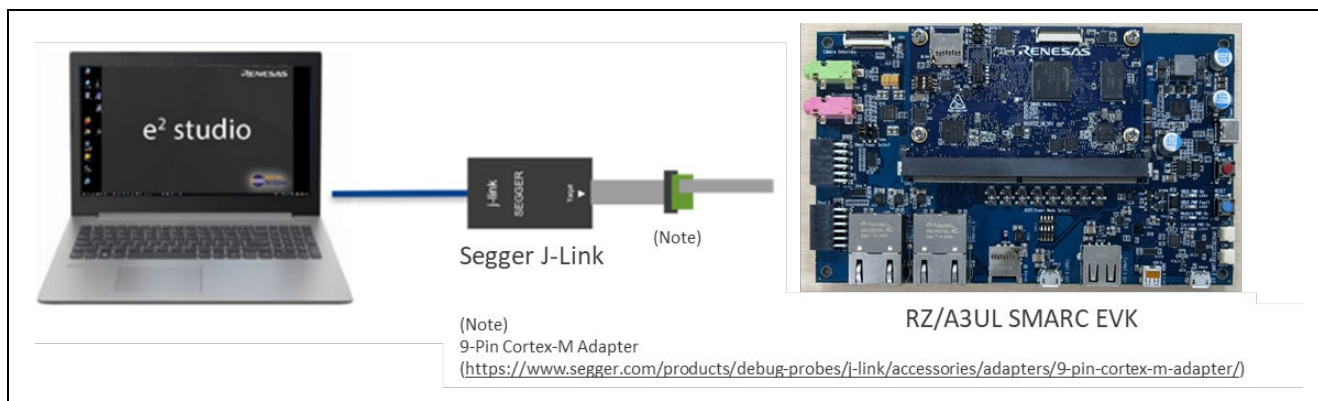 RENESAS
e² studio
j-link
SEGGER
Target
Segger J-Link
(Note)
RENESAS
RZ/A3UL SMARC EVK
(Note)
9-Pin Cortex-M Adapter
(https://www.segger.com/products/debug-probes/j-link/accessories/adapters/9-pin-cortex-m-adapter/)